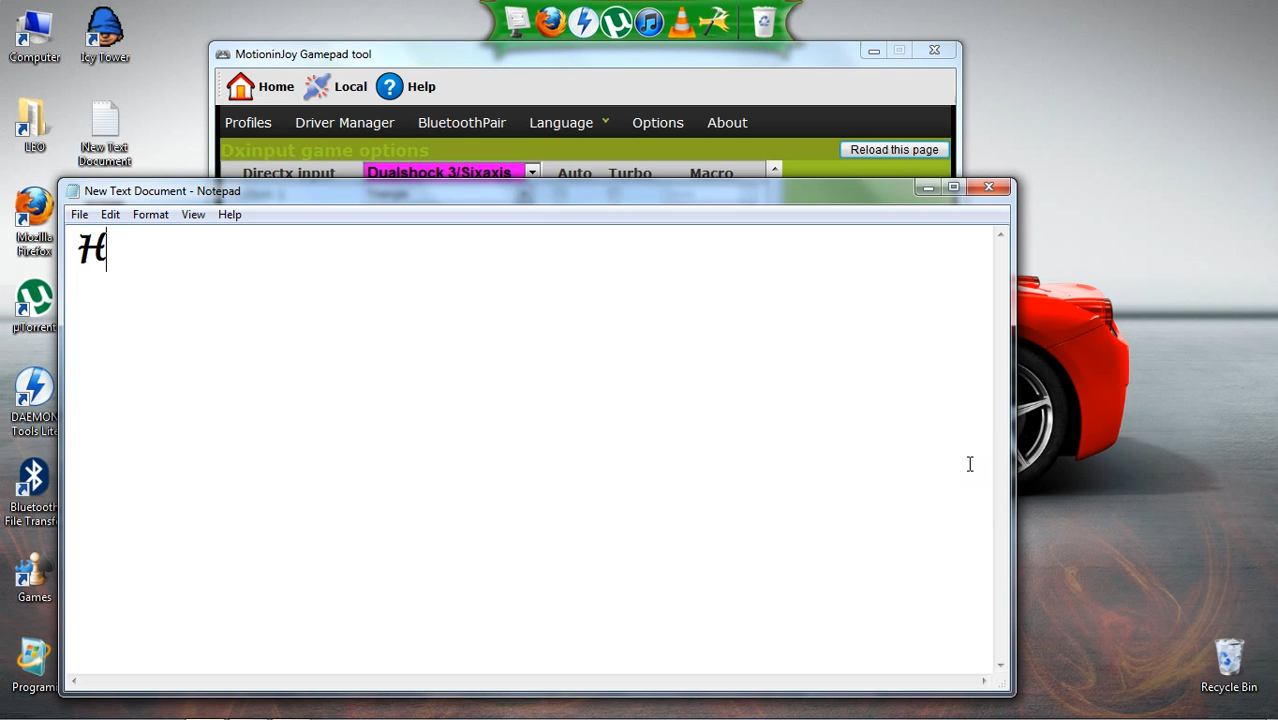 Computer
Icy Tower
LEO
New Text
Document
Mozilla
Firefox
µTorrent
DAEMON
Tools Lite
Bluetooth
File Transf
Games
Program
Recycle Bin
MotioninJoy Gamepad tool
Home Local Help
Profiles Driver Manager BluetoothPair Language Options About
Dxinput game options Reload this page
Directx input Dualshock 3/Sixaxis Auto Turbo Macro
New Text Document - Notepad
File Edit Format View Help
H